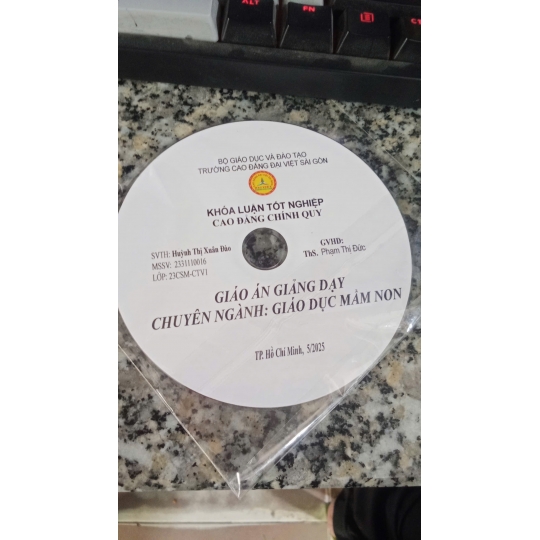 ALT
FN
BỘ GIÁO DỤC VÀ ĐÀO TẠO
TRƯỜNG CAO ĐẲNG ĐẠI VIỆT SÀI GÒN
KHÓA LUẬN TỐT NGHIỆP
CAO ĐẲNG CHÍNH QUY
SVTH: Huỳnh Thị Xuân Đào
MSSV: 2331110016
LỚP: 23CSM-CTV1
GVHD:
ThS. Phạm Thị Đức
GIÁO ÁN GIẢNG DẠY
CHUYÊN NGÀNH: GIÁO DỤC MẦM NON
TP. Hồ Chí Minh, 5/2025